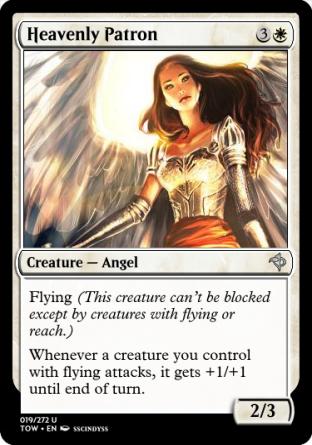 Heavenly Patron 3
Creature — Angel
Flying (This creature can't be blocked
except by creatures with flying or
reach.)
Whenever a creature you control
with flying attacks, it gets +1/+1
until end of turn.
2/3
019/272 U
TOW • EN SSCINDYSS